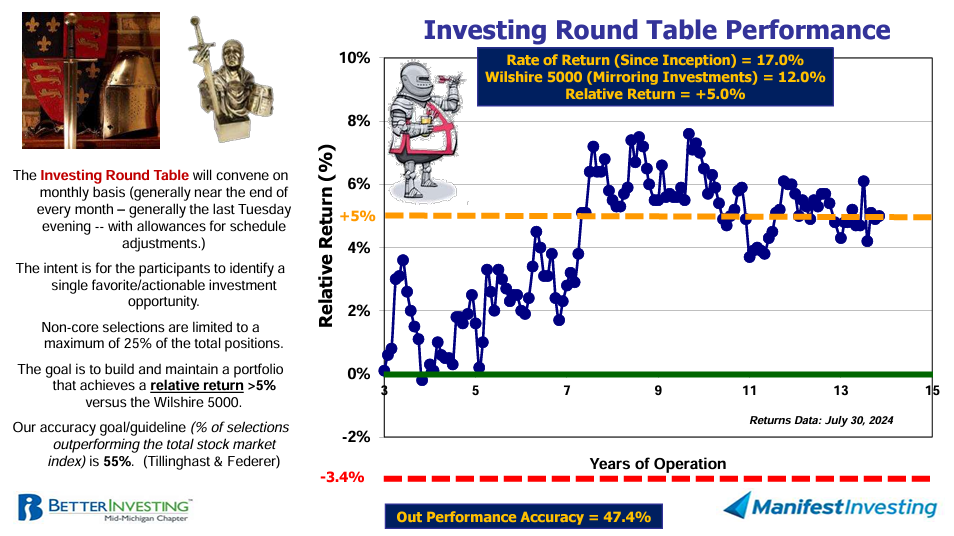 Investing Round Table Performance
The Investing Round Table will convene on
monthly basis (generally near the end of
every month – generally the last Tuesday
evening -- with allowances for schedule
adjustments.)
The intent is for the participants to identify a
single favorite/actionable investment
opportunity.
Non-core selections are limited to a
maximum of 25% of the total positions.
The goal is to build and maintain a portfolio
that achieves a relative return >5%
versus the Wilshire 5000.
Our accuracy goal/guideline (% of selections
outperforming the total stock market
index) is 55%. (Tillinghast & Federer)
BETTERINVESTING™
Mid-Michigan Chapter
Rate of Return (Since Inception) = 17.0%
Wilshire 5000 (Mirroring Investments) = 12.0%
Relative Return = +5.0%
Relative Return (%)
10%
8%
6%
+5%
4%
2%
0%
-2%
-3.4%
3 5 7 9 11 13 15
Returns Data: July 30, 2024
Years of Operation
Out Performance Accuracy = 47.4%
ManifestInvesting